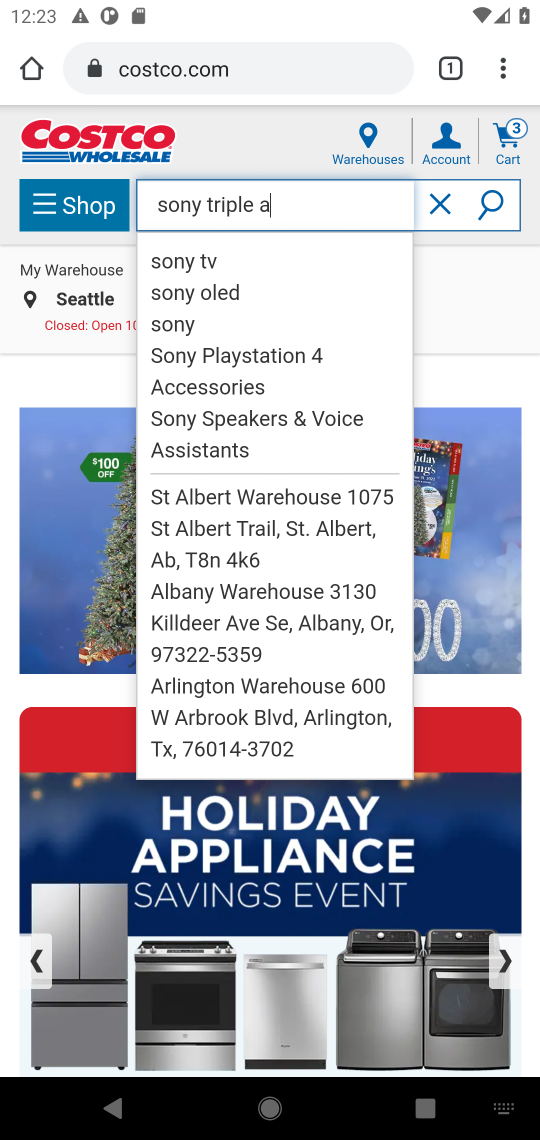 12:23
costco.com
1
COSTCO
WHOLESALE
Warehouses
Account
3
Cart
Shop
sony triple a
My Warehouse
Seattle
Closed: Open 10
sony tv
sony oled
sony
Sony Playstation 4
Accessories
Sony Speakers & Voice
Assistants
St Albert Warehouse 1075
St Albert Trail, St. Albert,
Ab, T8n 4k6
Albany Warehouse 3130
Killdeer Ave Se, Albany, Or,
97322-5359
Arlington Warehouse 600
W Arbrook Blvd, Arlington,
Tx, 76014-3702
$100
OFF
HOLIDAY
APPLIANCE
SAVINGS EVENT